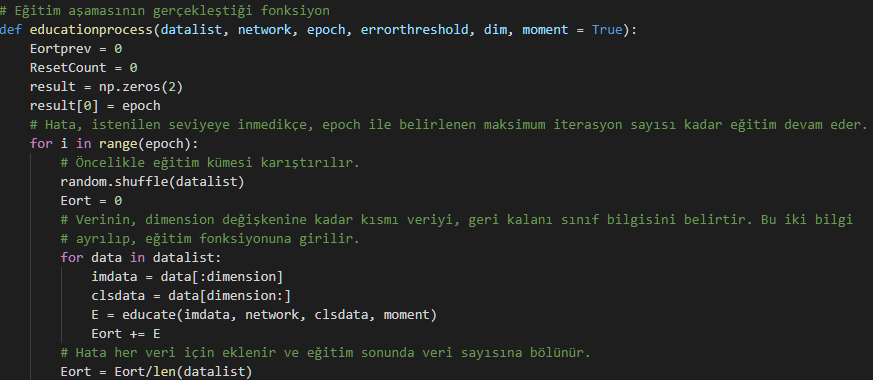 # Eğitim aşamasının gerçekleştiği fonksiyon
def educationprocess(datalist, network, epoch, errorthreshold, dim, moment = True):
    Eortprev = 0
    ResetCount = 0
    result = np.zeros(2)
    result[0] = epoch
    # Hata, istenilen seviyeye inmedikçe, epoch ile belirlenen maksimum iterasyon sayısı kadar eğitim devam eder.
    for i in range(epoch):
        # Öncelikle eğitim kümesi karıştırılır.
        random.shuffle(datalist)
        Eort = 0
        # Verinin, dimension değişkenine kadar kısmı veriyi, geri kalanı sınıf bilgisini belirtir. Bu iki bilgi
        # ayrılıp, eğitim fonksiyonuna girilir.
        for data in datalist:
            imdata = data[:dimension]
            clsdata = data[dimension:]
            E = educate(imdata, network, clsdata, moment)
            Eort += E
        # Hata her veri için eklenir ve eğitim sonunda veri sayısına bölünür.
        Eort = Eort/len(datalist)